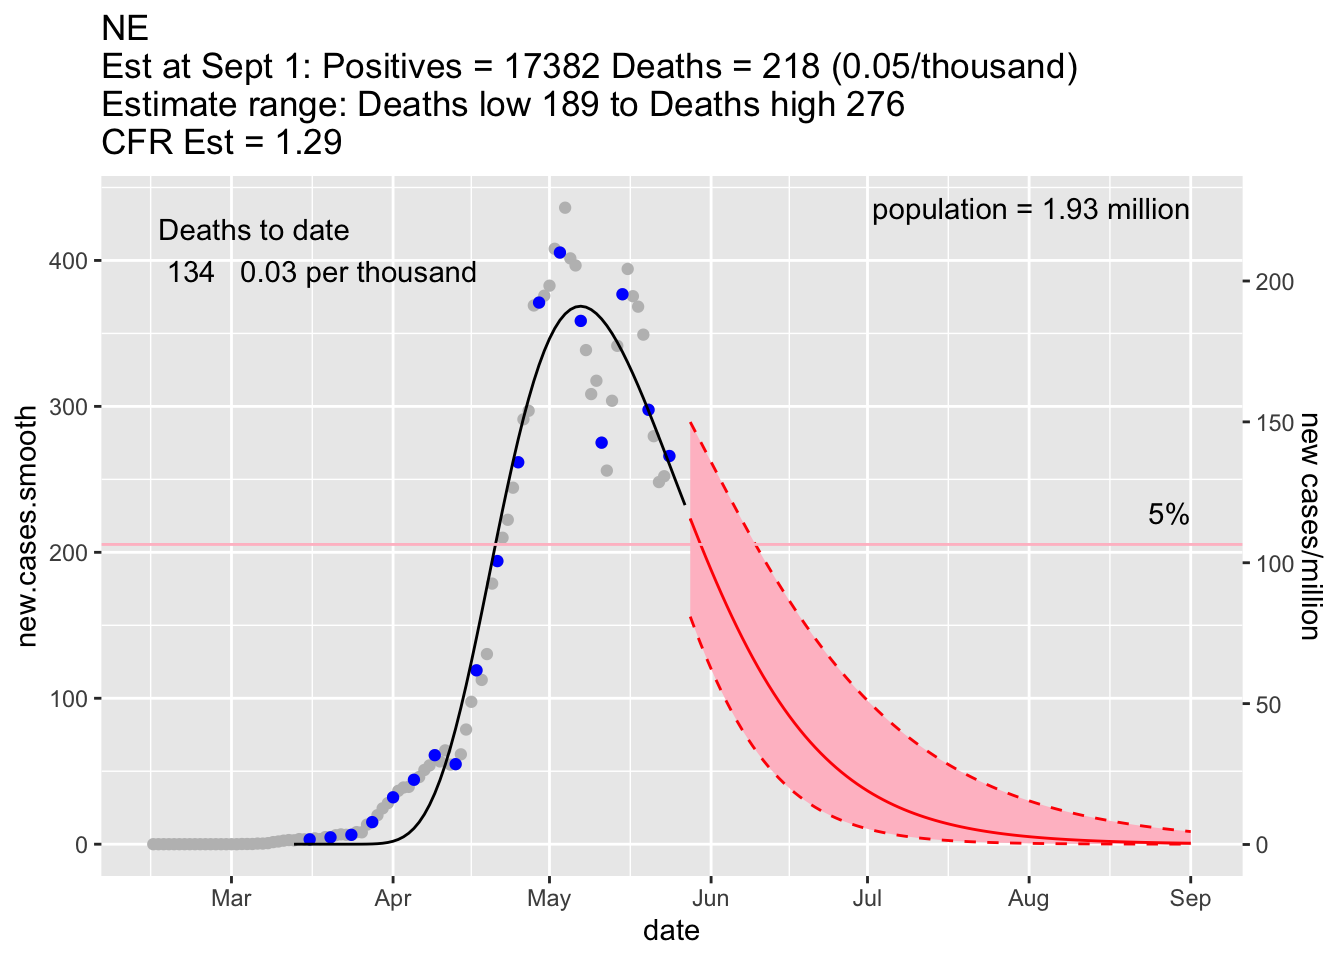 NE
Est at Sept 1: Positives = 17382 Deaths = 218 (0.05/thousand)
Estimate range: Deaths low 189 to Deaths high 276
CFR Est = 1.29
population = 1.93 million
Deaths to date
134 0.03 per thousand
400
300
200
100
0
new.cases.smooth
200
150
100
50
0
new cases/million
5%
Mar Apr May Jun Jul Aug Sep
date